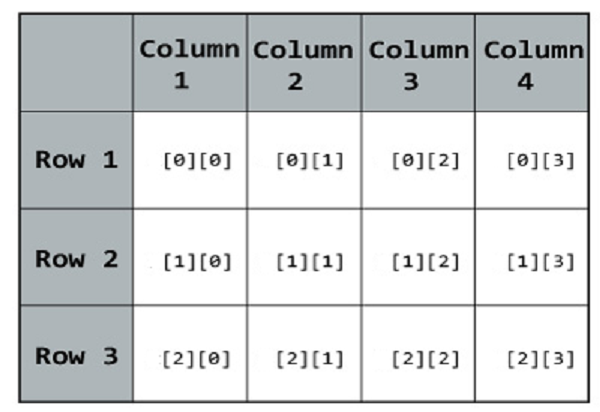 Column 1 Column 2 Column 3 Column 4
Row 1 [0][0] [0][1] [0][2] [0][3]
Row 2 [1][0] [1][1] [1][2] [1][3]
Row 3 [2][0] [2][1] [2][2] [2][3]